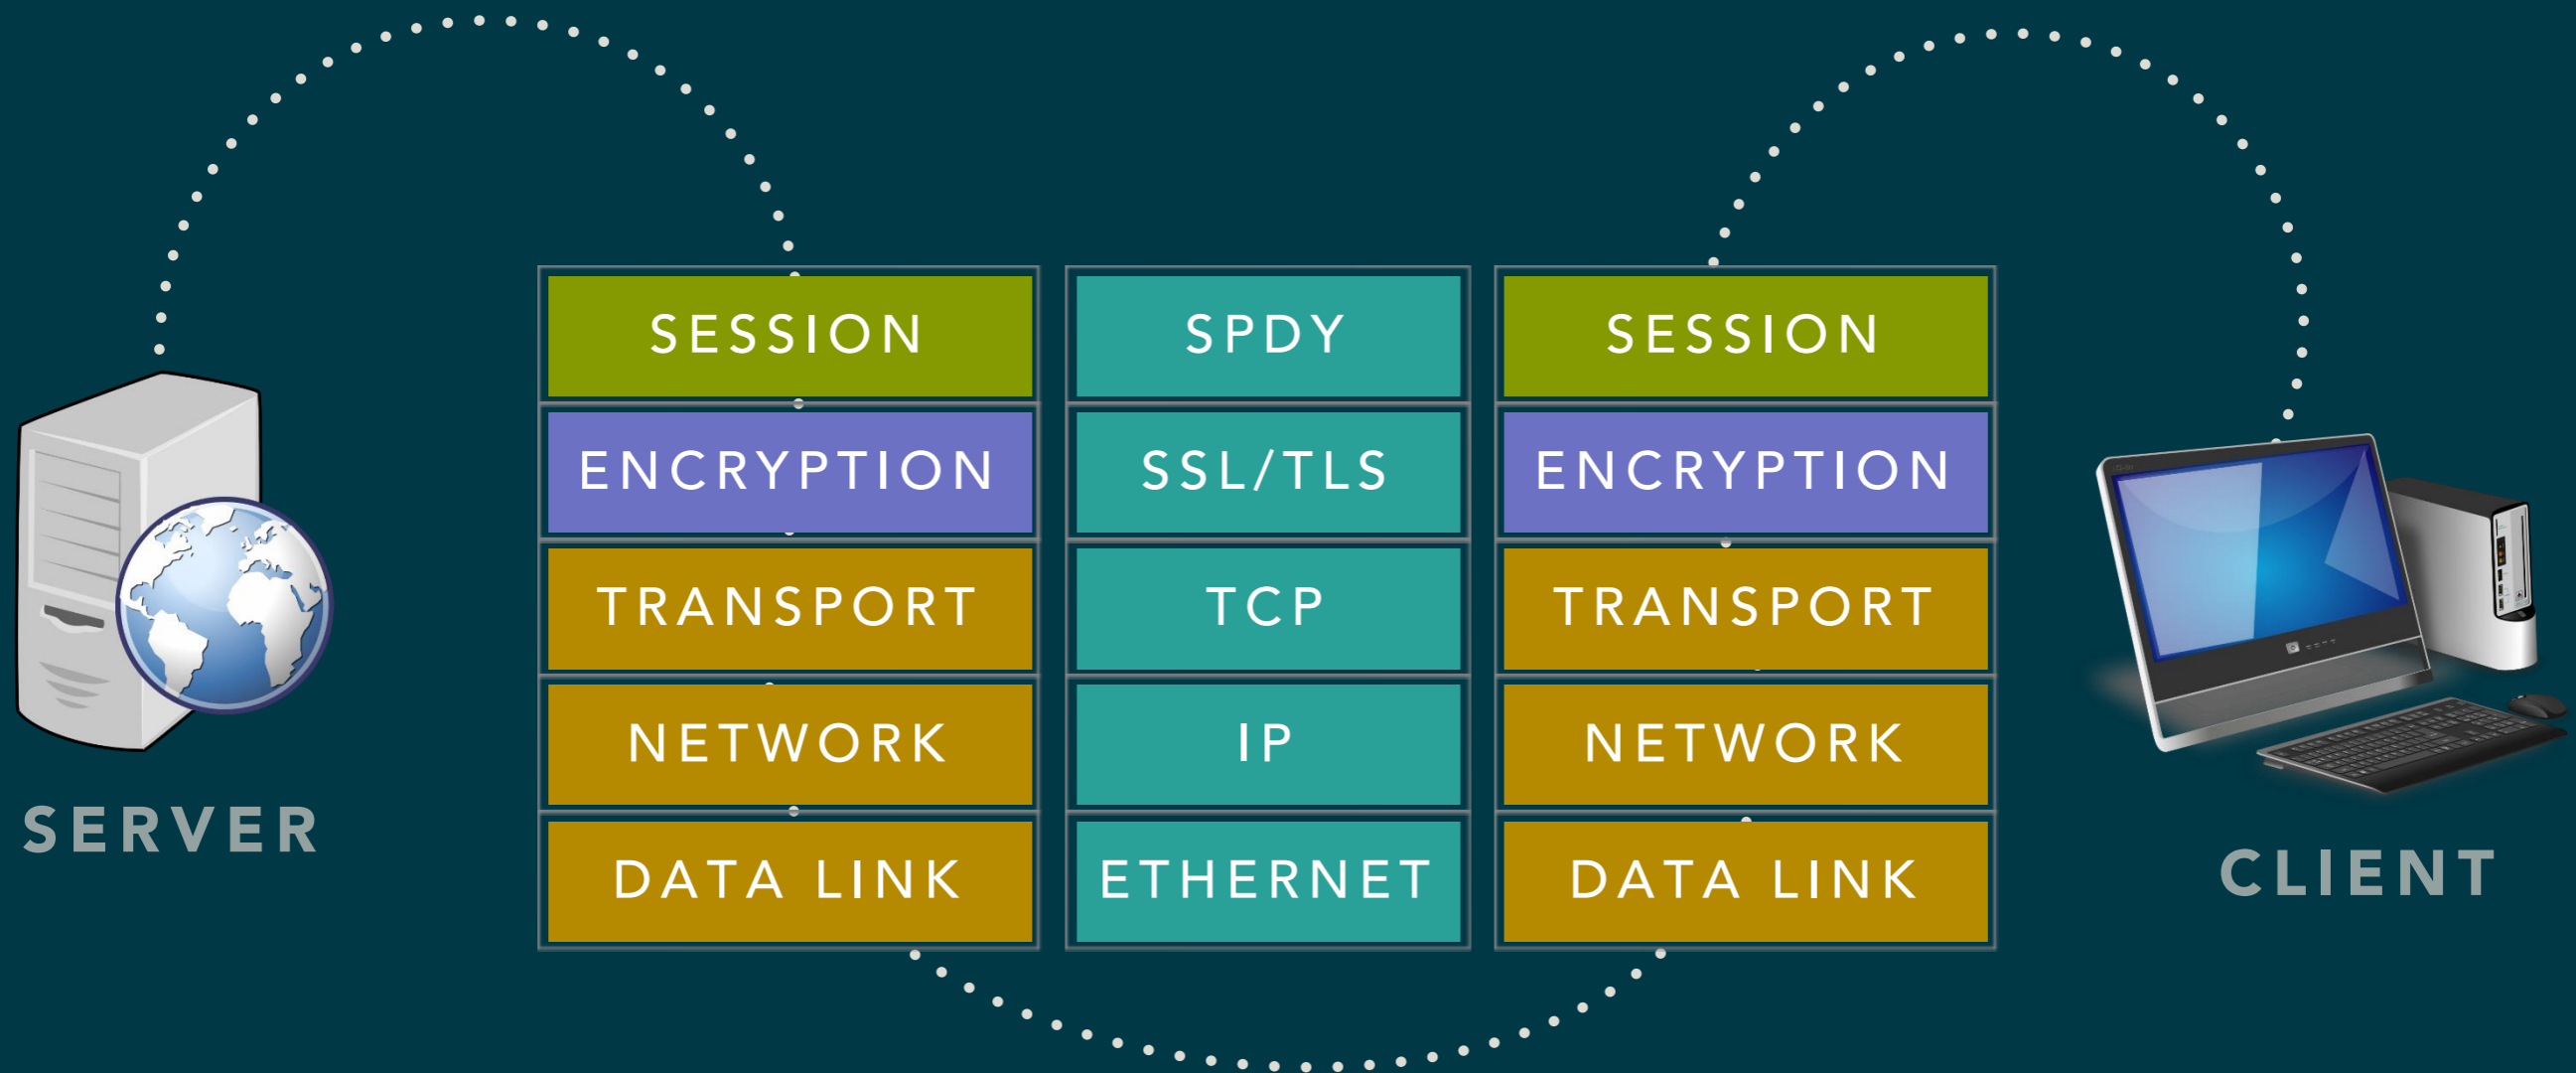 SESSION SPDY SESSION
ENCRYPTION SSL/TLS ENCRYPTION
TRANSPORT TCP TRANSPORT
NETWORK IP NETWORK
DATA LINK ETHERNET DATA LINK
SERVER
CLIENT